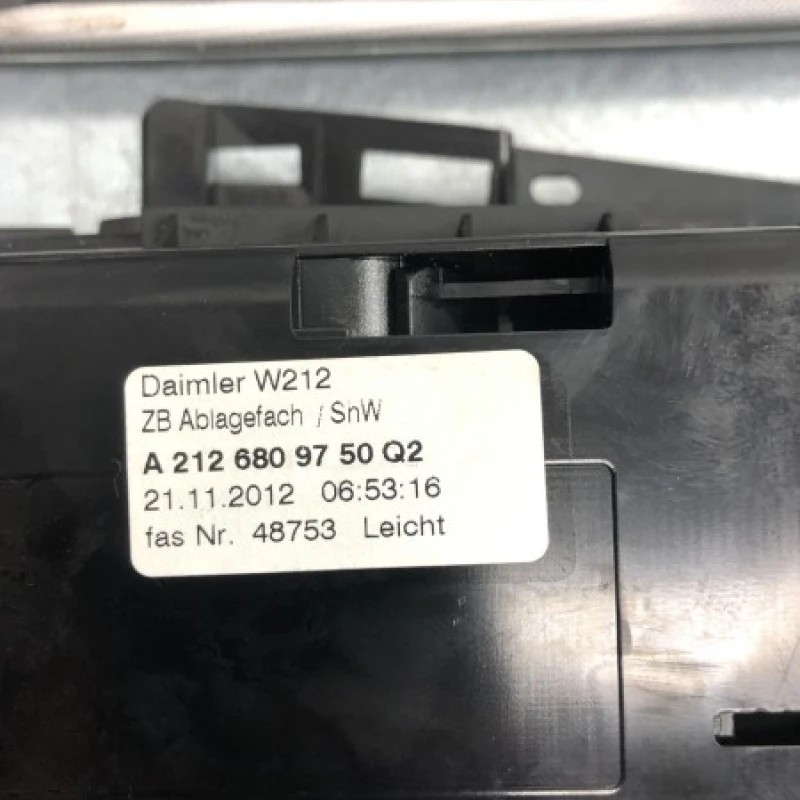 Daimler W212
ZB Ablagefach / SnW
A 212 680 97 50 Q2
21.11.2012 06:53:16
fas Nr. 48753 Leicht